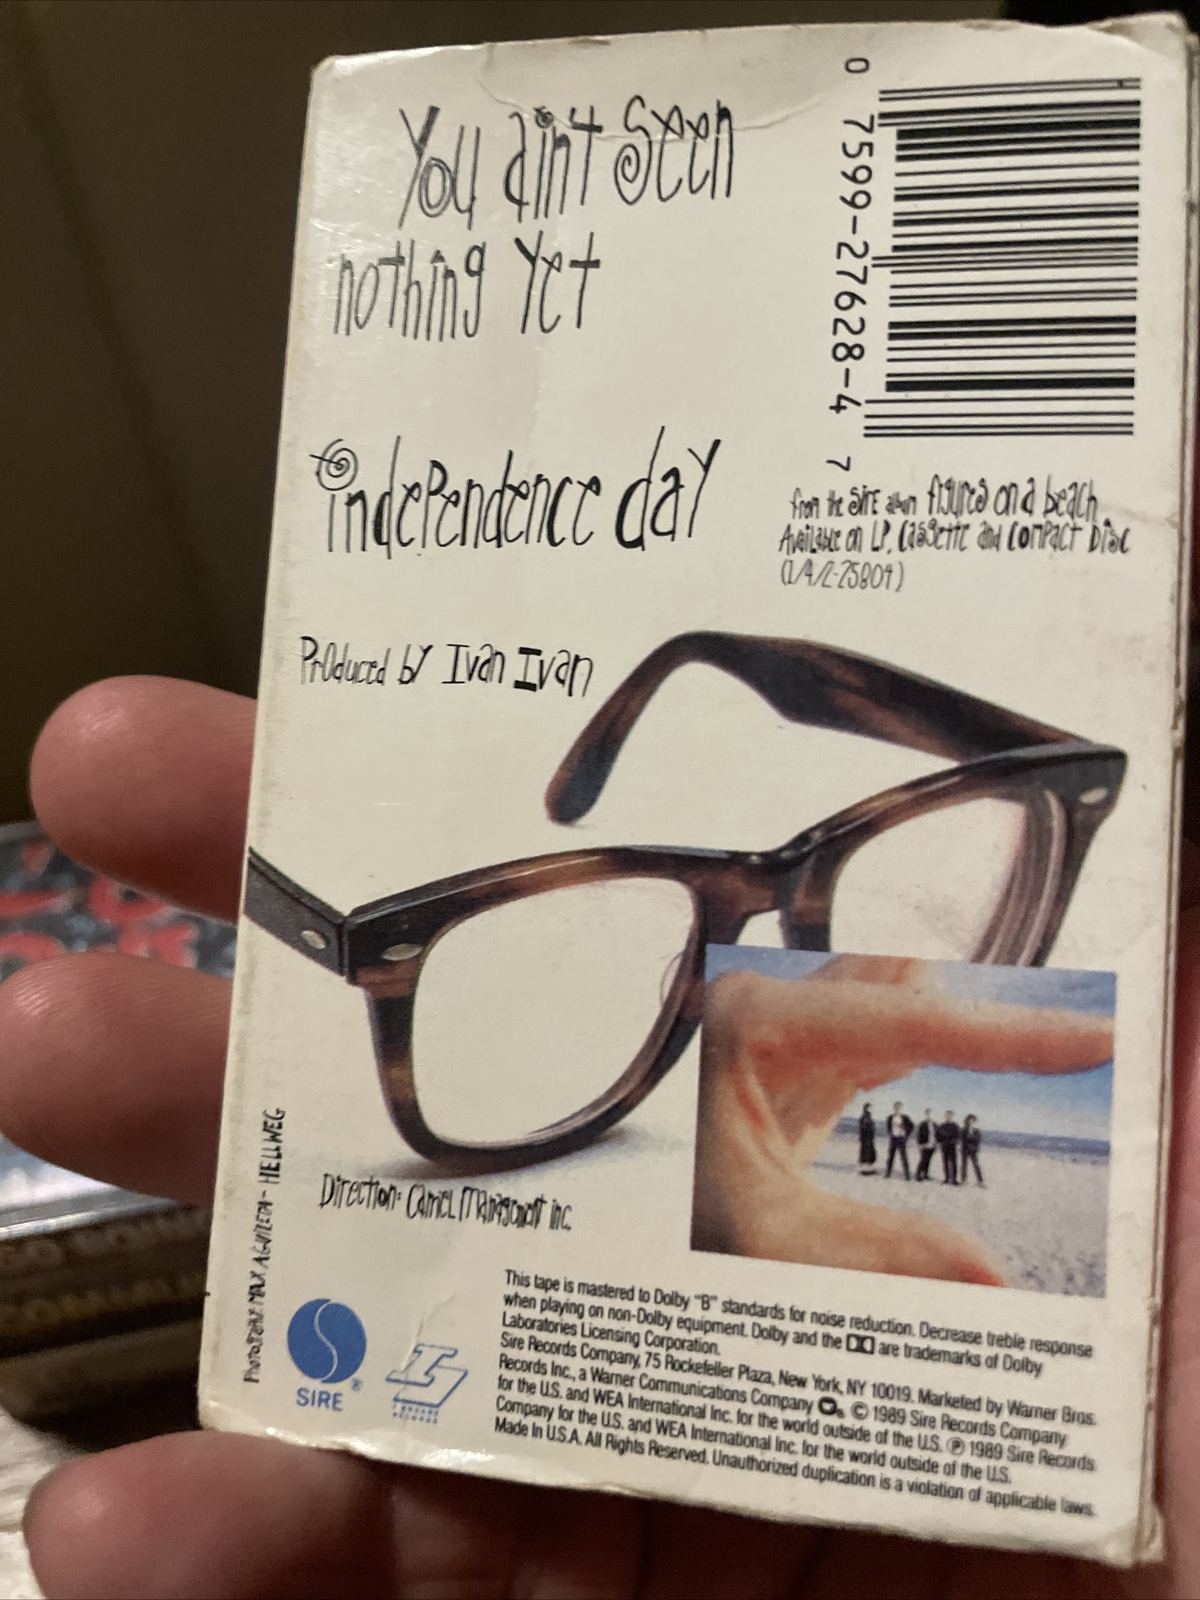 You ain't Seen
nothing Yet
independence day
Produced by Ivan Ivan
0 7599-27628-4 7
from the SIRE album figures on a beach
Available on LP, Cassette and Compact Disc
(1/4/2-25804)
Direction: Camel Management inc.
Photography: MAX AGUILERA-HELLWEG
SIRE ®
This tape is mastered to Dolby "B" standards for noise reduction. Decrease treble response
when playing on non-Dolby equipment. Dolby and the are trademarks of Dolby
Laboratories Licensing Corporation.
Sire Records Company, 75 Rockefeller Plaza, New York, NY 10019. Marketed by Warner Bros.
Records Inc., a Warner Communications Company © 1989 Sire Records Company
for the U.S. and WEA International Inc. for the world outside of the U.S. ℗ 1989 Sire Records
Company for the U.S. and WEA International Inc. for the world outside of the U.S.
Made In U.S.A. All Rights Reserved. Unauthorized duplication is a violation of applicable laws.